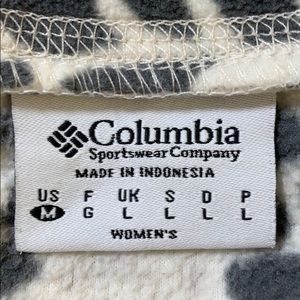 Columbia
Sportswear Company
MADE IN INDONESIA
US F UK S D P
M G L L L L
WOMEN'S